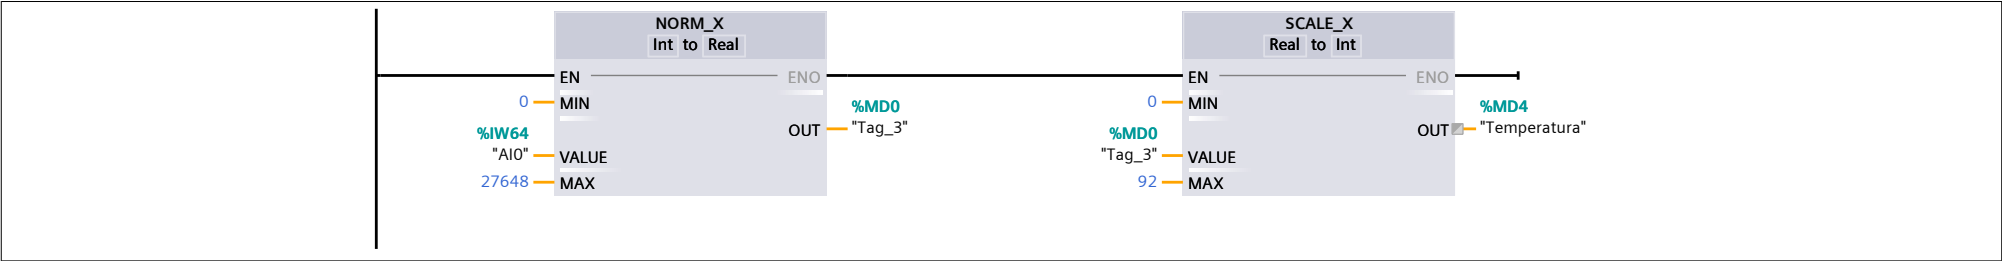 NORM_X
Int to Real
EN
ENO
0
MIN
%MD0
"Tag_3"
OUT
%IW64
"AI0"
VALUE
27648
MAX
SCALE_X
Real to Int
EN
ENO
0
MIN
%MD4
"Temperatura"
OUT
%MD0
"Tag_3"
VALUE
92
MAX